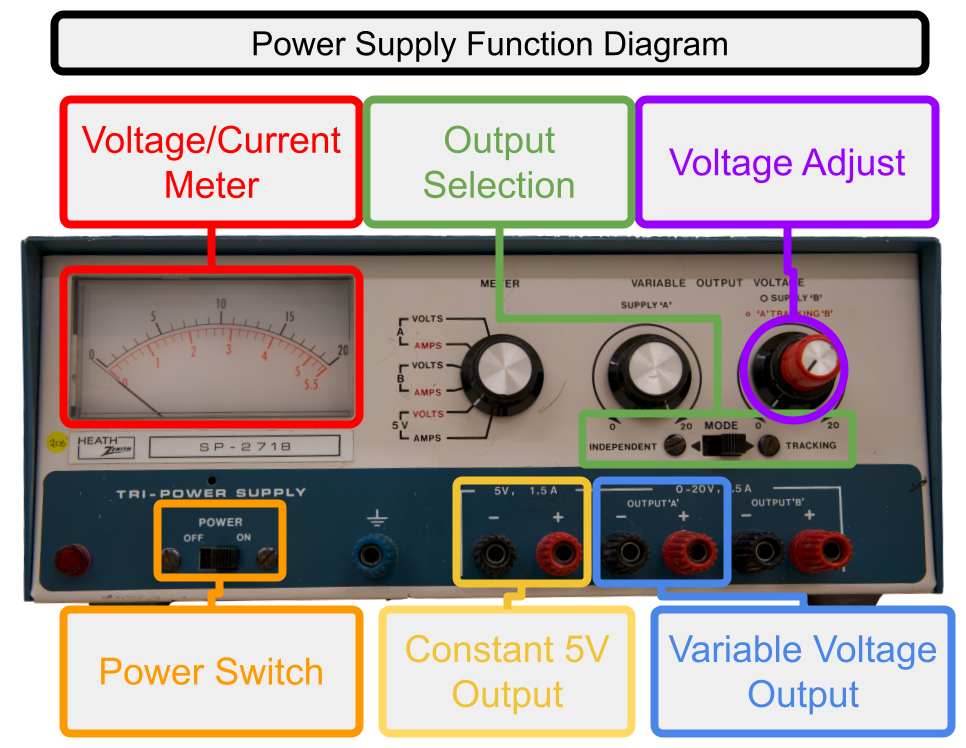 Power Supply Function Diagram
Voltage/Current
Meter
Output
Selection
Voltage Adjust
METER
VARIABLE OUTPUT VOLTAGE
SUPPLY 'A'
SUPPLY 'B'
'A' TRACKING 'B'
0 5 10 15 20
0 1 2 3 4 5 5.5
A
VOLTS
AMPS
B
VOLTS
AMPS
5V
VOLTS
AMPS
0 20
0 20
MODE
INDEPENDENT
TRACKING
206
HEATH
Zenith
SP-2718
TRI-POWER SUPPLY
POWER
OFF ON
5V, 1.5A
0-20V, .5A
OUTPUT 'A'
OUTPUT 'B'
- +
- +
- +
Power Switch
Constant 5V
Output
Variable Voltage
Output